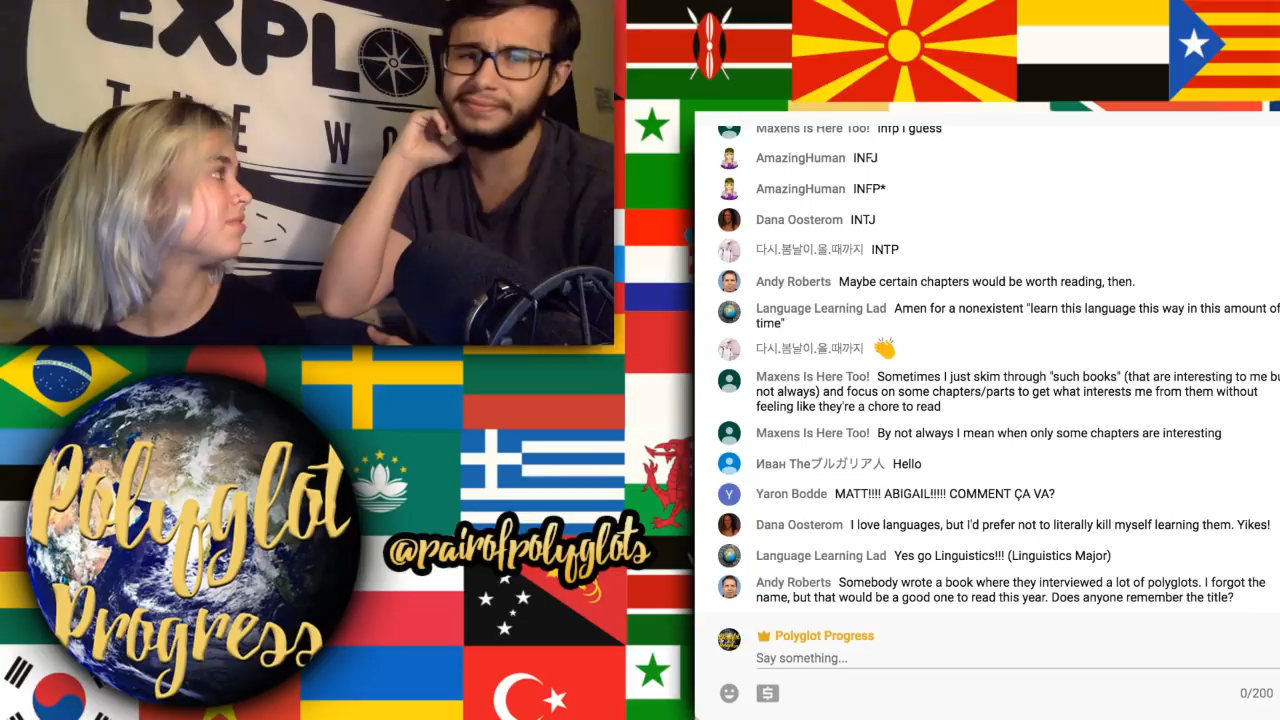 EXPLO
THE WO
Maxens Is Here Too! Infp I guess
AmazingHuman INFJ
AmazingHuman INFP*
Dana Oosterom INTJ
다시.봄날이.올.때까지 INTP
Andy Roberts Maybe certain chapters would be worth reading, then.
Language Learning Lad Amen for a nonexistent "learn this language this way in this amount of
time"
다시.봄날이.올.때까지 👏
Maxens Is Here Too! Sometimes I just skim through "such books" (that are interesting to me bu
not always) and focus on some chapters/parts to get what interests me from them without
feeling like they're a chore to read
Maxens Is Here Too! By not always I mean when only some chapters are interesting
Иван Theブルガリア人 Hello
Y
Yaron Bodde MATT!!!! ABIGAIL!!!!! COMMENT ÇA VA?
Dana Oosterom I love languages, but I'd prefer not to literally kill myself learning them. Yikes!
Language Learning Lad Yes go Linguistics!!! (Linguistics Major)
Andy Roberts Somebody wrote a book where they interviewed a lot of polyglots. I forgot the
name, but that would be a good one to read this year. Does anyone remember the title?
Polyglot Progress
Say something...
0/200
Polyglot
Progress
@pairofpolyglots